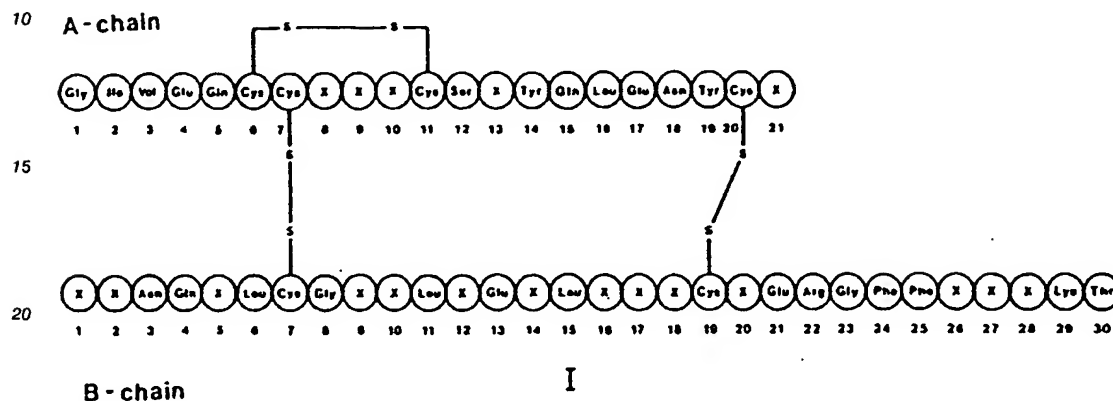 10
A-chain
S S
Gly Ile Val Glu Gln Cys Cys X X X Cys Ser X Tyr Gln Leu Glu Asn Tyr Cys X
1 2 3 4 5 6 7 8 9 10 11 12 13 14 15 16 17 18 19 20 21
S S
15
S S
X X Asn Gln X Leu Cys Gly X X Leu X Glu X Leu X X X Cys X Glu Arg Gly Phe Phe X X X Lys Thr
20
1 2 3 4 5 6 7 8 9 10 11 12 13 14 15 16 17 18 19 20 21 22 23 24 25 26 27 28 29 30
I
B-chain